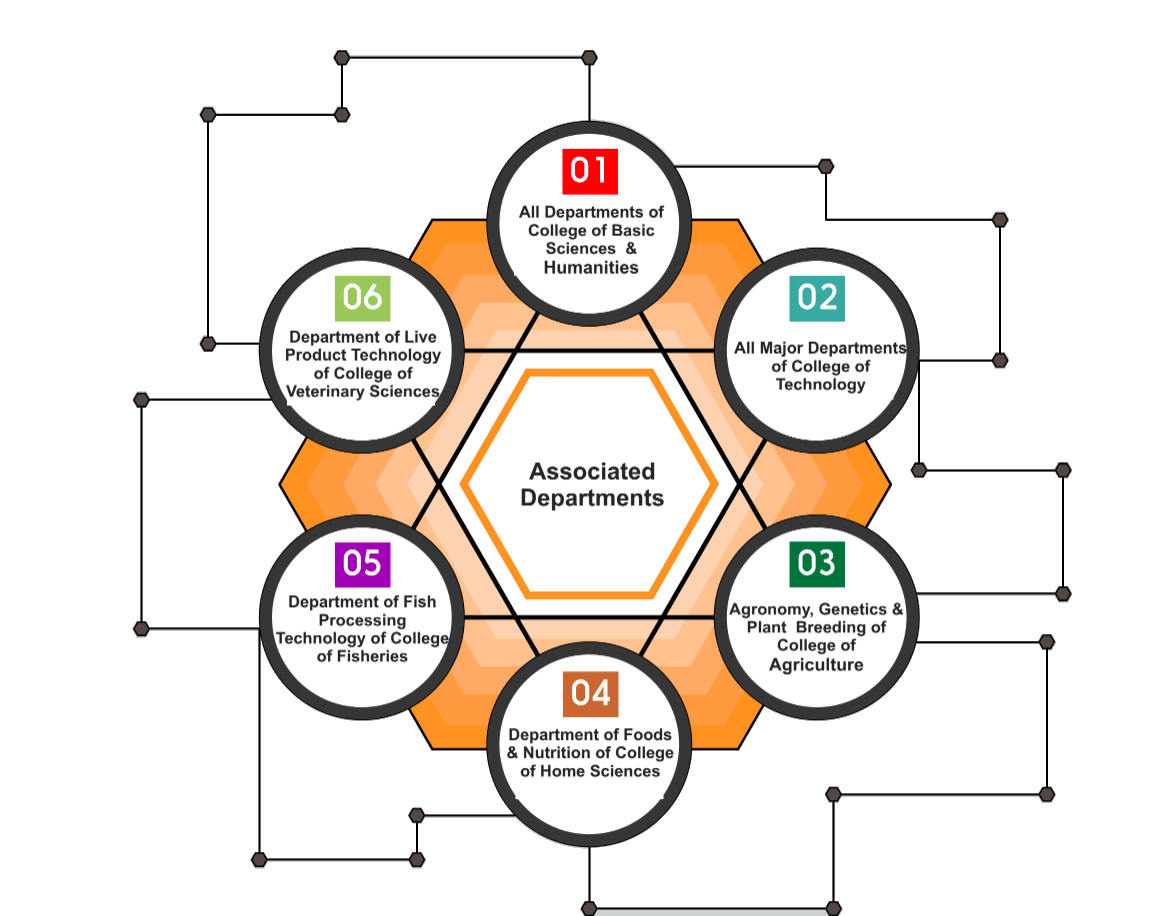 01
All Departments of
College of Basic
Sciences &
Humanities
02
All Major Departments
of College of
Technology
03
Agronomy, Genetics &
Plant Breeding of
College of
Agriculture
04
Department of Foods
& Nutrition of College
of Home Sciences
05
Department of Fish
Processing
Technology of College
of Fisheries
06
Department of Live
Product Technology
of College of
Veterinary Sciences
Associated
Departments